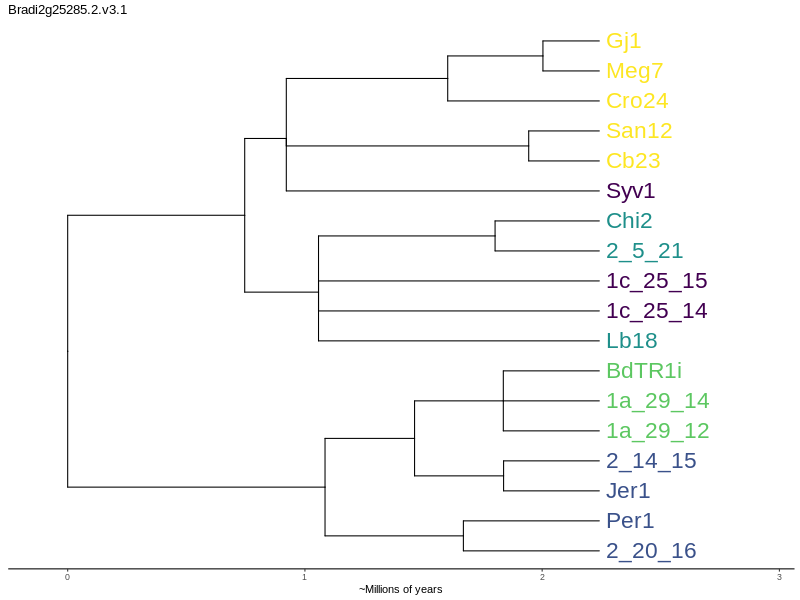 Bradi2g25285.2.v3.1
Gj1
Meg7
Cro24
San12
Cb23
Syv1
Chi2
2_5_21
1c_25_15
1c_25_14
Lb18
BdTR1i
1a_29_14
1a_29_12
2_14_15
Jer1
Per1
2_20_16
0 1 2 3
~Millions of years